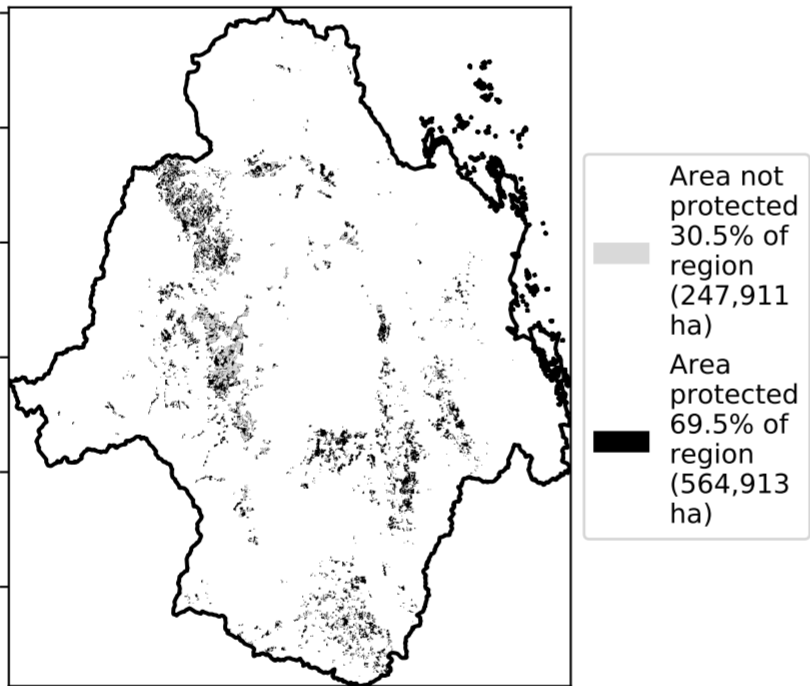 Area not
protected
30.5% of
region
(247,911
ha)
Area
protected
69.5% of
region
(564,913
ha)